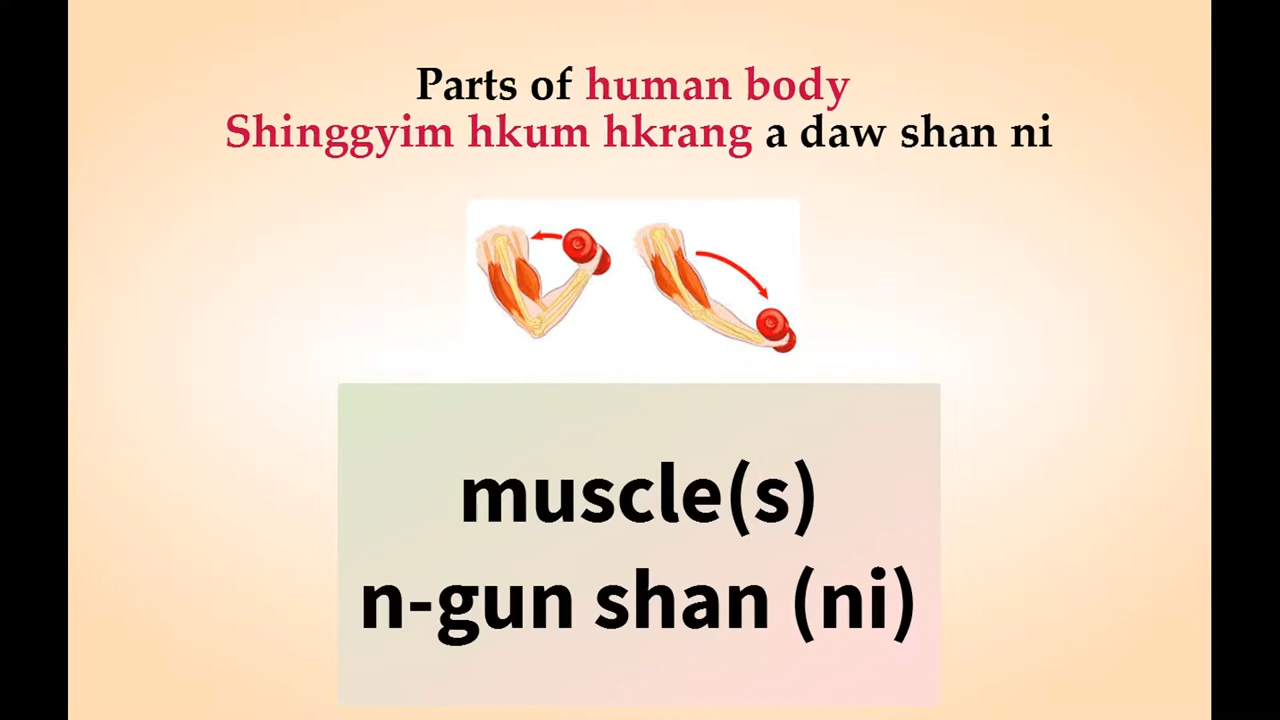 Parts of human body
Shinggyim hkum hkrang a daw shan ni
muscle(s)
n-gun shan (ni)